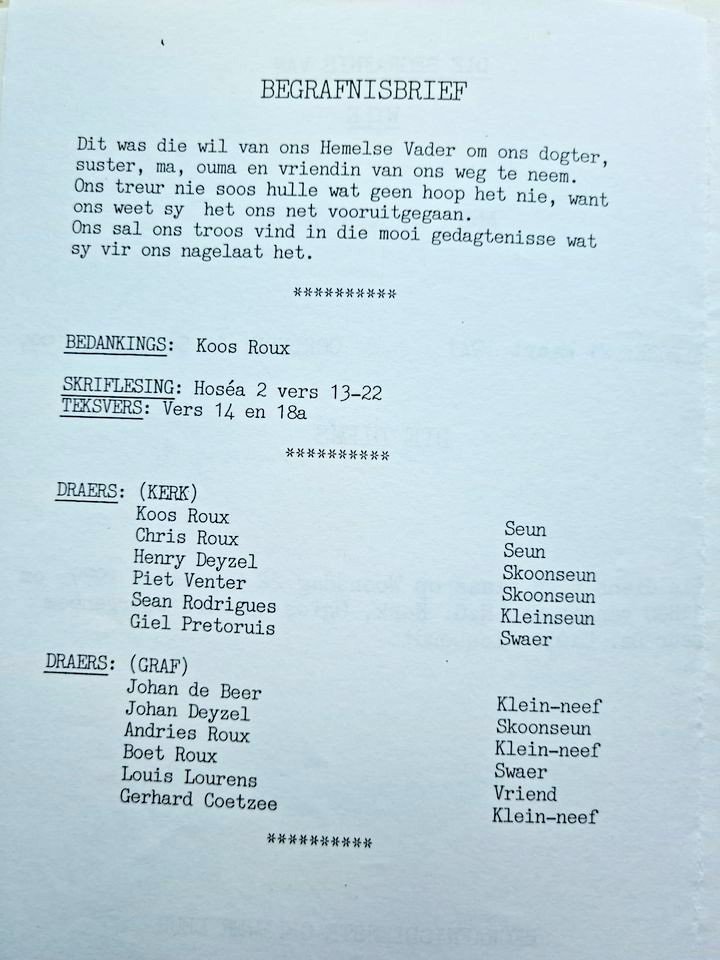 BEGRAFNISBRIEF
Dit was die wil van ons Hemelse Vader om ons dogter,
suster, ma, ouma en vriendin van ons weg te neem.
Ons treur nie soos hulle wat geen hoop het nie, want
ons weet sy het ons net vooruitgegaan.
Ons sal ons troos vind in die mooi gedagtenisse wat
sy vir ons nagelaat het.
**********
BEDANKINGS: Koos Roux
SKRIFLESING: Hoséa 2 vers 13-22
TEKSVERS: Vers 14 en 18a
**********
DRAERS: (KERK)
Koos Roux Seun
Chris Roux Seun
Henry Deyzel Skoonseun
Piet Venter Skoonseun
Sean Rodrigues Kleinseun
Giel Pretoruis Swaer
DRAERS: (GRAF)
Johan de Beer Klein-neef
Johan Deyzel Skoonseun
Andries Roux Klein-neef
Boet Roux Swaer
Louis Lourens Vriend
Gerhard Coetzee Klein-neef
**********